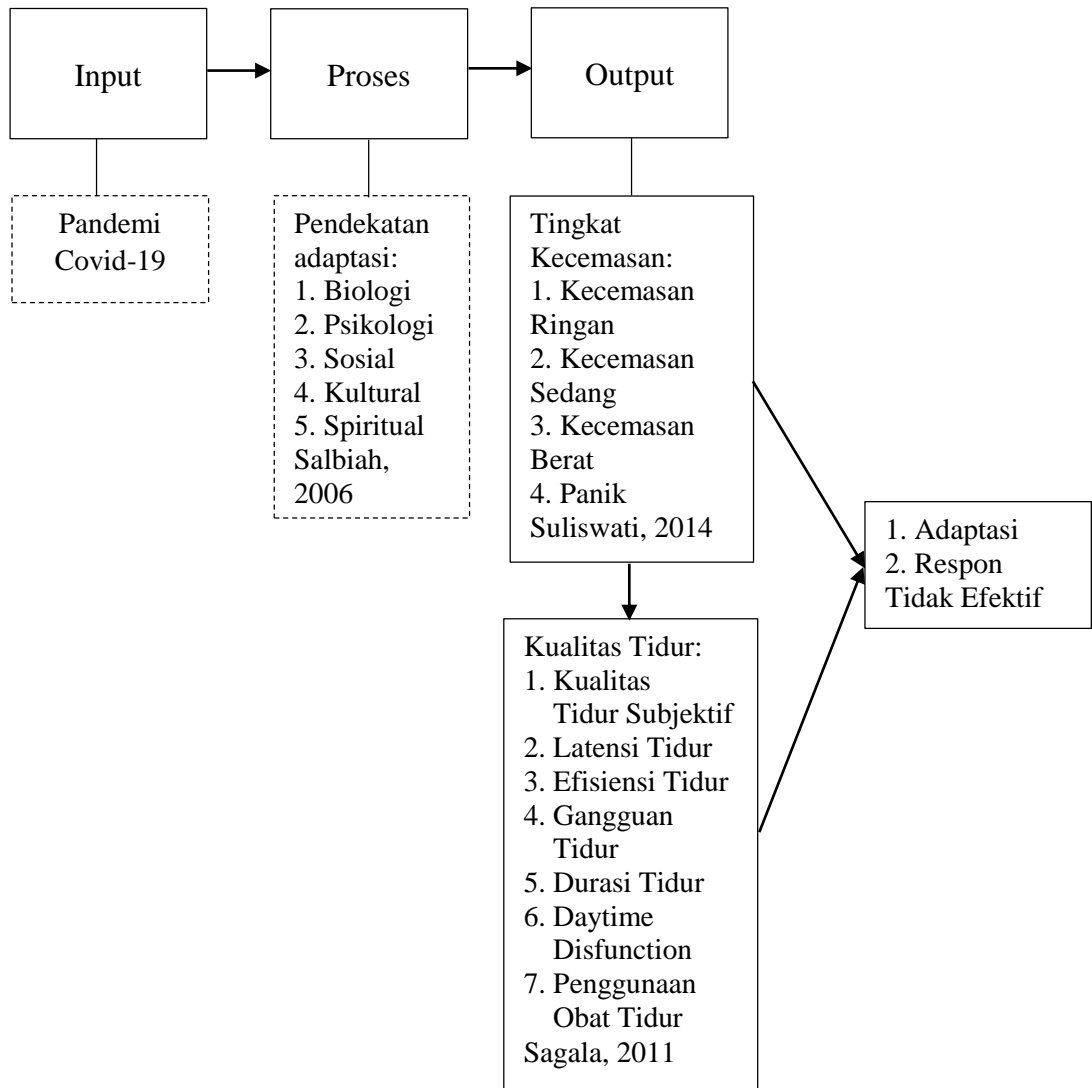 Input
Proses
Output
Pandemi
Covid-19
Pendekatan
adaptasi:
1. Biologi
2. Psikologi
3. Sosial
4. Kultural
5. Spiritual
Salbiah,
2006
Tingkat
Kecemasan:
1. Kecemasan
Ringan
2. Kecemasan
Sedang
3. Kecemasan
Berat
4. Panik
Suliswati, 2014
1. Adaptasi
2. Respon
Tidak Efektif
Kualitas Tidur:
1. Kualitas
Tidur Subjektif
2. Latensi Tidur
3. Efisiensi Tidur
4. Gangguan
Tidur
5. Durasi Tidur
6. Daytime
Disfunction
7. Penggunaan
Obat Tidur
Sagala, 2011